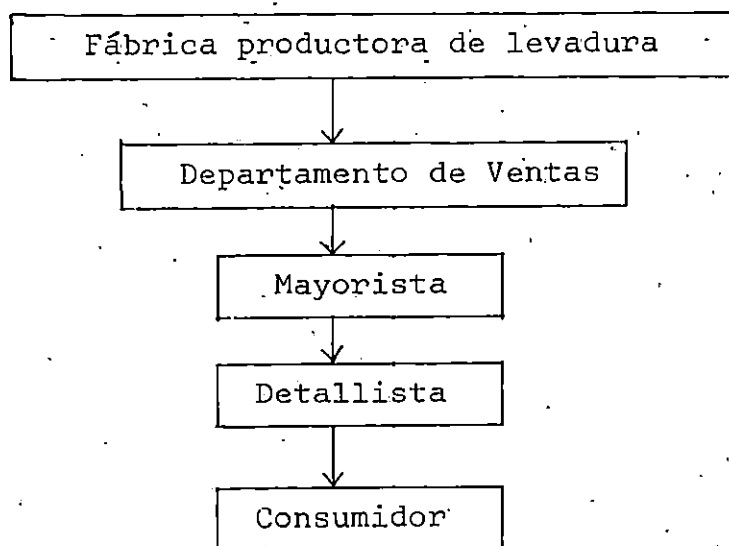 Fábrica productora de levadura
Departamento de Ventas
Mayorista
Detallista
Consumidor